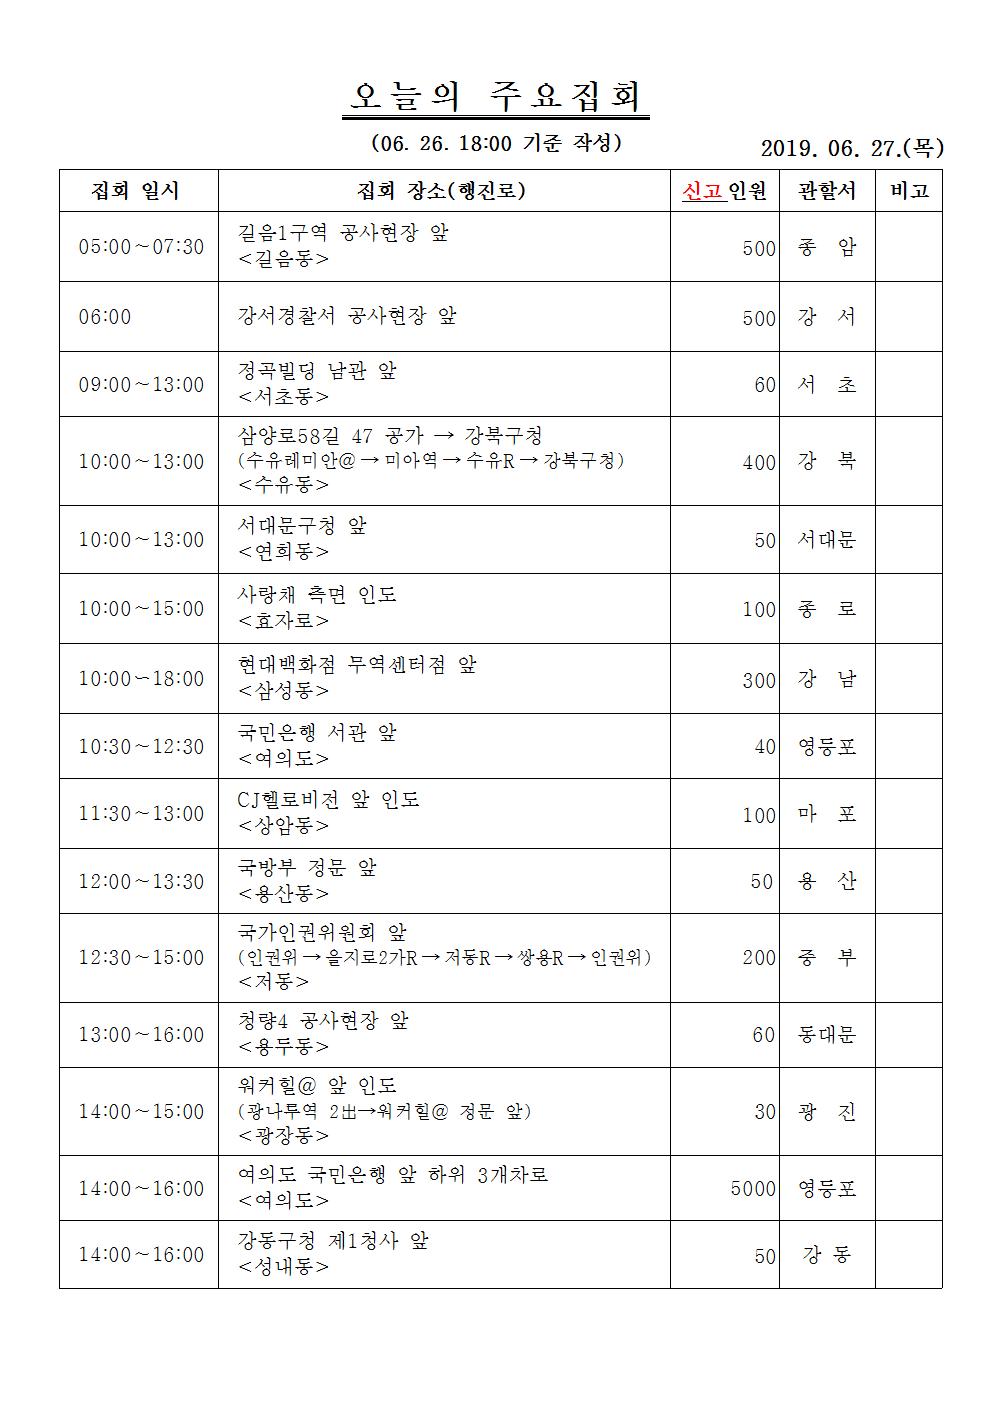 오늘의 주요집회
(06. 26. 18:00 기준 작성)
2019. 06. 27.(목)
집회 일시 집회 장소(행진로) 신고인원 관할서 비고
05:00~07:30 길음1구역 공사현장 앞 500 종 암
<길음동>
06:00 강서경찰서 공사현장 앞 500 강 서
09:00~13:00 정곡빌딩 남관 앞 60 서 초
<서초동>
10:00~13:00 삼양로58길 47 공가 → 강북구청 400 강 북
(수유레미안@→미아역→수유R→강북구청)
<수유동>
10:00~13:00 서대문구청 앞 50 서대문
<연희동>
10:00~15:00 사랑채 측면 인도 100 종 로
<효자로>
10:00~18:00 현대백화점 무역센터점 앞 300 강 남
<삼성동>
10:30~12:30 국민은행 서관 앞 40 영등포
<여의도>
11:30~13:00 CJ헬로비전 앞 인도 100 마 포
<상암동>
12:00~13:30 국방부 정문 앞 50 용 산
<용산동>
12:30~15:00 국가인권위원회 앞 200 중 부
(인권위→을지로2가R→저동R→쌍용R→인권위)
<저동>
13:00~16:00 청량4 공사현장 앞 60 동대문
<용두동>
14:00~15:00 워커힐@ 앞 인도 30 광 진
(광나루역 2出→워커힐@ 정문 앞)
<광장동>
14:00~16:00 여의도 국민은행 앞 하위 3개차로 5000 영등포
<여의도>
14:00~16:00 강동구청 제1청사 앞 50 강 동
<성내동>